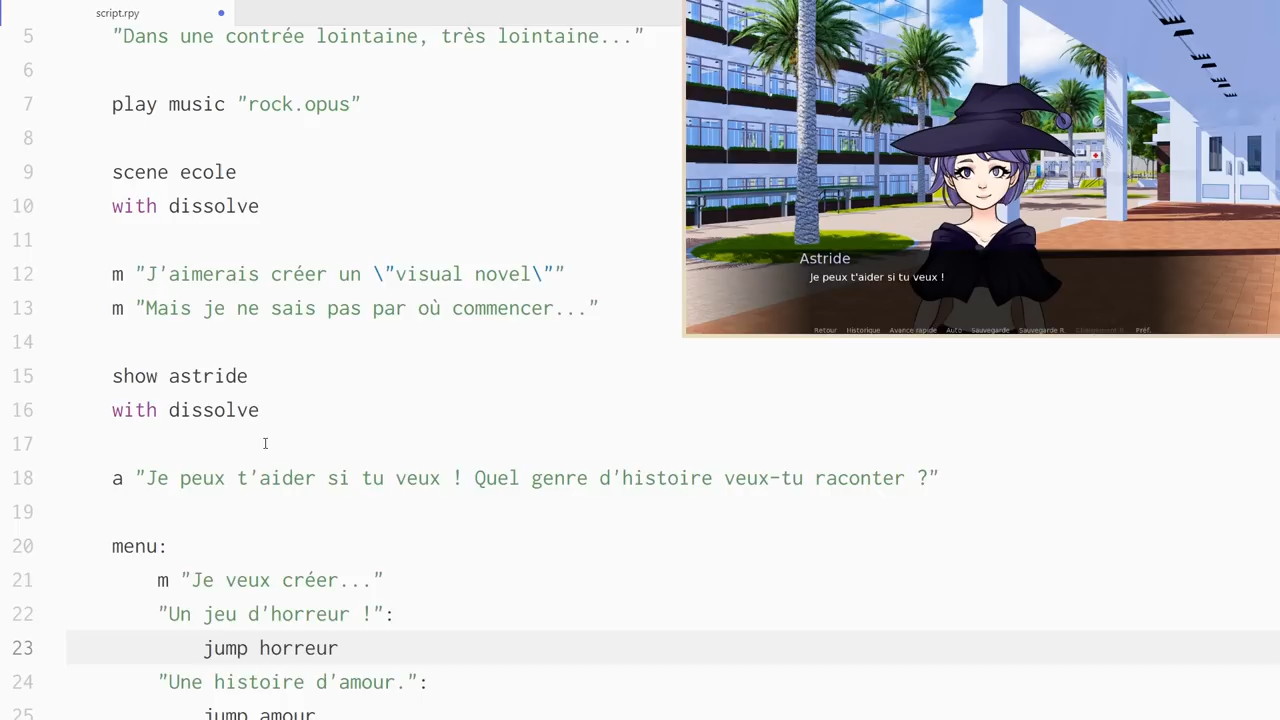 script.rpy
5 "Dans une contrée lointaine, très lointaine..."
6
7 play music "rock.opus"
8
9 scene ecole
10 with dissolve
11
12 m "J'aimerais créer un \"visual novel\""
13 m "Mais je ne sais pas par où commencer..."
14
15 show astride
16 with dissolve
17
18 a "Je peux t'aider si tu veux ! Quel genre d'histoire veux-tu raconter ?"
19
20 menu:
21 m "Je veux créer..."
22 "Un jeu d'horreur !":
23 jump horreur
24 "Une histoire d'amour.":
25 jump amour
Astride
Je peux t'aider si tu veux !
Retour Historique Avance rapide Auto Sauvegarde Sauvegarde R. Chargement R. Préf.